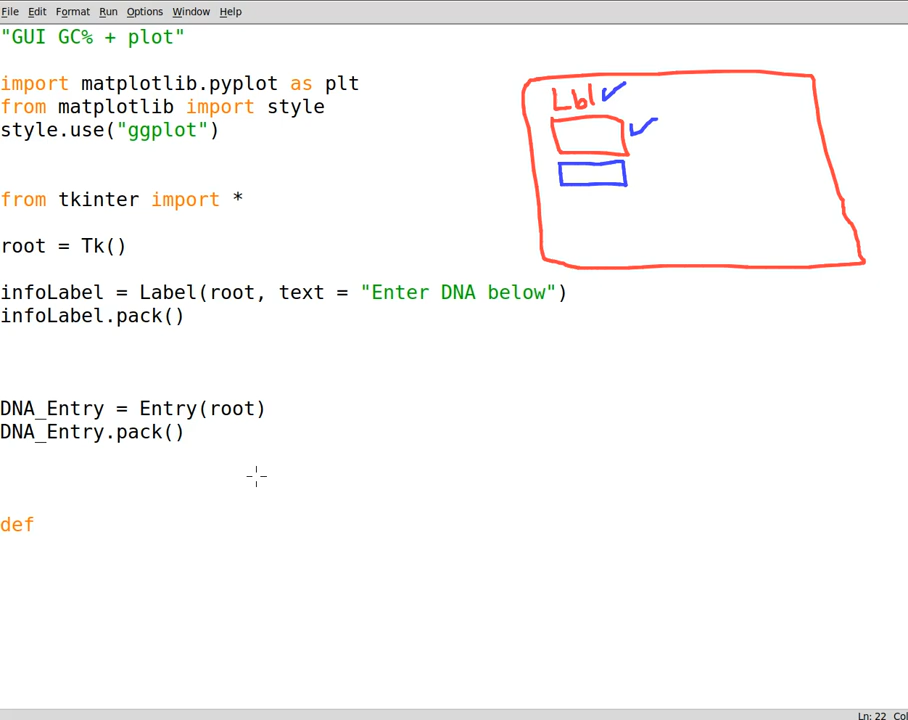 File Edit Format Run Options Window Help
"GUI GC% + plot"
import matplotlib.pyplot as plt
from matplotlib import style
style.use("ggplot")
Lbl
from tkinter import *
root = Tk()
infoLabel = Label(root, text = "Enter DNA below")
infoLabel.pack()
DNA_Entry = Entry(root)
DNA_Entry.pack()
def
Ln: 22 Col